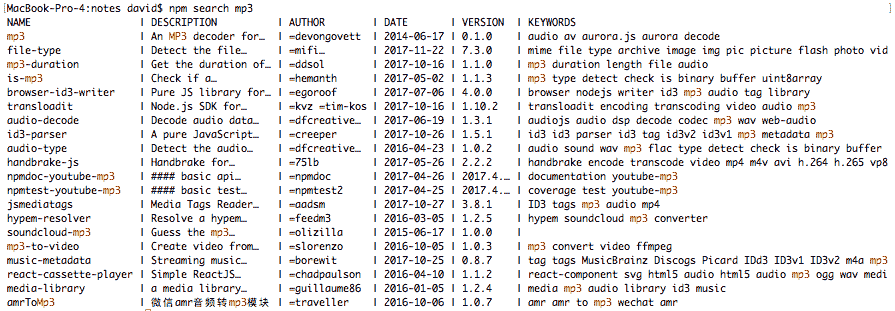 MacBook-Pro-4:notes david$ npm search mp3
NAME | DESCRIPTION | AUTHOR | DATE | VERSION | KEYWORDS
mp3 | An MP3 decoder for… | =devongovett | 2014-06-17 | 0.1.0 | audio av aurora.js aurora decode
file-type | Detect the file… | =mifi… | 2017-11-22 | 7.3.0 | mime file type archive image img pic picture flash photo vid
mp3-duration | Get the duration of… | =ddsol | 2017-10-16 | 1.1.0 | mp3 duration length file audio
is-mp3 | Check if a… | =hemanth | 2017-05-02 | 1.1.3 | mp3 type detect check is binary buffer uint8array
browser-id3-writer | Pure JS library for… | =egoroof | 2017-07-06 | 4.0.0 | browser nodejs writer id3 mp3 audio tag library
transloadit | Node.js SDK for… | =kvz =tim-kos | 2017-10-16 | 1.10.2 | transloadit encoding transcoding video audio mp3
audio-decode | Decode audio data… | =dfcreative… | 2017-06-19 | 1.3.1 | audiojs audio dsp decode codec mp3 wav web-audio
id3-parser | A pure JavaScript… | =creeper | 2017-10-26 | 1.5.1 | id3 id3 parser id3 tag id3v2 id3v1 mp3 metadata mp3
audio-type | Detect the audio… | =dfcreative… | 2016-04-23 | 1.0.2 | audio sound wav mp3 flac type detect check is binary buffer
handbrake-js | Handbrake for… | =75lb | 2017-05-26 | 2.2.2 | handbrake encode transcode video mp4 m4v avi h.264 h.265 vp8
npmdoc-youtube-mp3 | #### basic api… | =npmdoc | 2017-04-26 | 2017.4.… | documentation youtube-mp3
npmtest-youtube-mp3 | #### basic test… | =npmtest2 | 2017-04-25 | 2017.4.… | coverage test youtube-mp3
jsmediatags | Media Tags Reader… | =aadsm | 2017-10-27 | 3.8.1 | ID3 tags mp3 audio mp4
hypem-resolver | Resolve a hypem… | =feedm3 | 2016-03-05 | 1.2.5 | hypem soundcloud mp3 converter
soundcloud-mp3 | Guess the mp3… | =olizilla | 2015-06-17 | 1.0.0 |
mp3-to-video | Create video from… | =slorenzo | 2016-10-05 | 1.0.3 | mp3 convert video ffmpeg
music-metadata | Streaming music… | =borewit | 2017-10-25 | 0.8.7 | tag tags MusicBrainz Discogs Picard IDd3 ID3v1 ID3v2 m4a mp3
react-cassette-player | Simple ReactJS… | =chadpaulson | 2016-04-10 | 1.1.2 | react-component svg html5 audio html5 audio mp3 ogg wav medi
media-library | a media library… | =guillaume86 | 2016-01-05 | 1.2.4 | media mp3 audio library id3 music
amrToMp3 | 微信amr音频转mp3模块 | =traveller | 2016-10-06 | 1.0.7 | amr amr to mp3 wechat amr